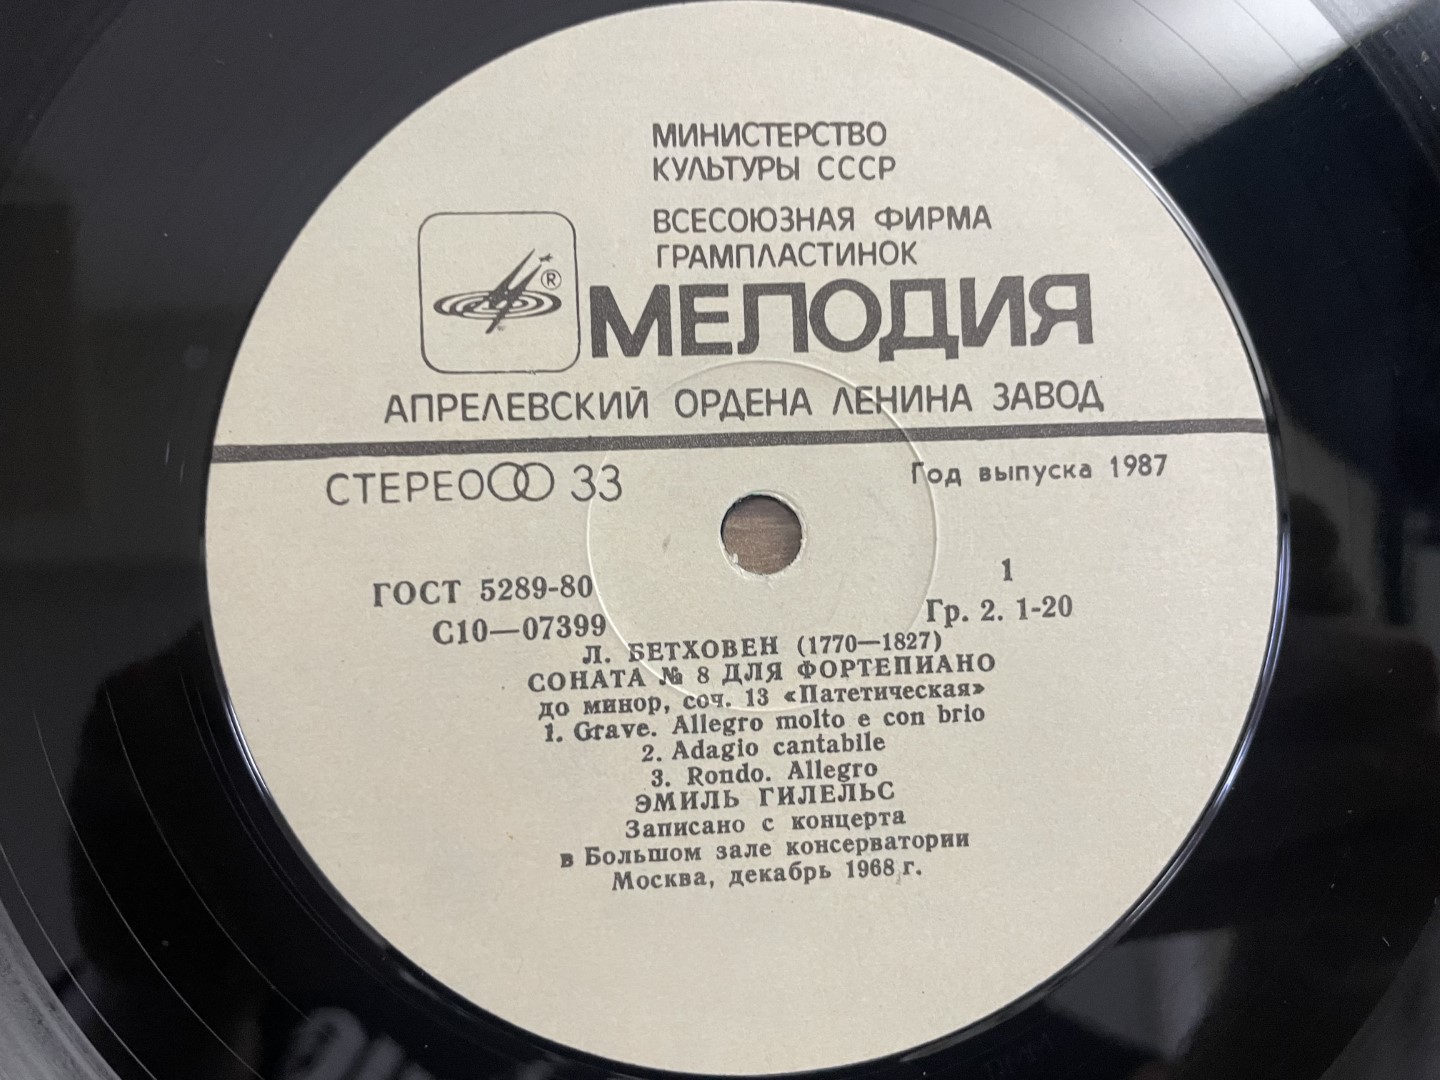 МИНИСТЕРСТВО
КУЛЬТУРЫ СССР
ВСЕСОЮЗНАЯ ФИРМА
ГРАМПЛАСТИНОК
®
МЕЛОДИЯ
АПРЕЛЕВСКИЙ ОРДЕНА ЛЕНИНА ЗАВОД
СТЕРЕО 33
Год выпуска 1987
ГОСТ 5289-80
1
С10—07399
Гр. 2. 1-20
Л. БЕТХОВЕН (1770—1827)
СОНАТА № 8 ДЛЯ ФОРТЕПИАНО
до минор, соч. 13 «Патетическая»
1. Grave. Allegro molto e con brio
2. Adagio cantabile
3. Rondo. Allegro
ЭМИЛЬ ГИЛЕЛЬС
Записано с концерта
в Большом зале консерватории
Москва, декабрь 1968 г.